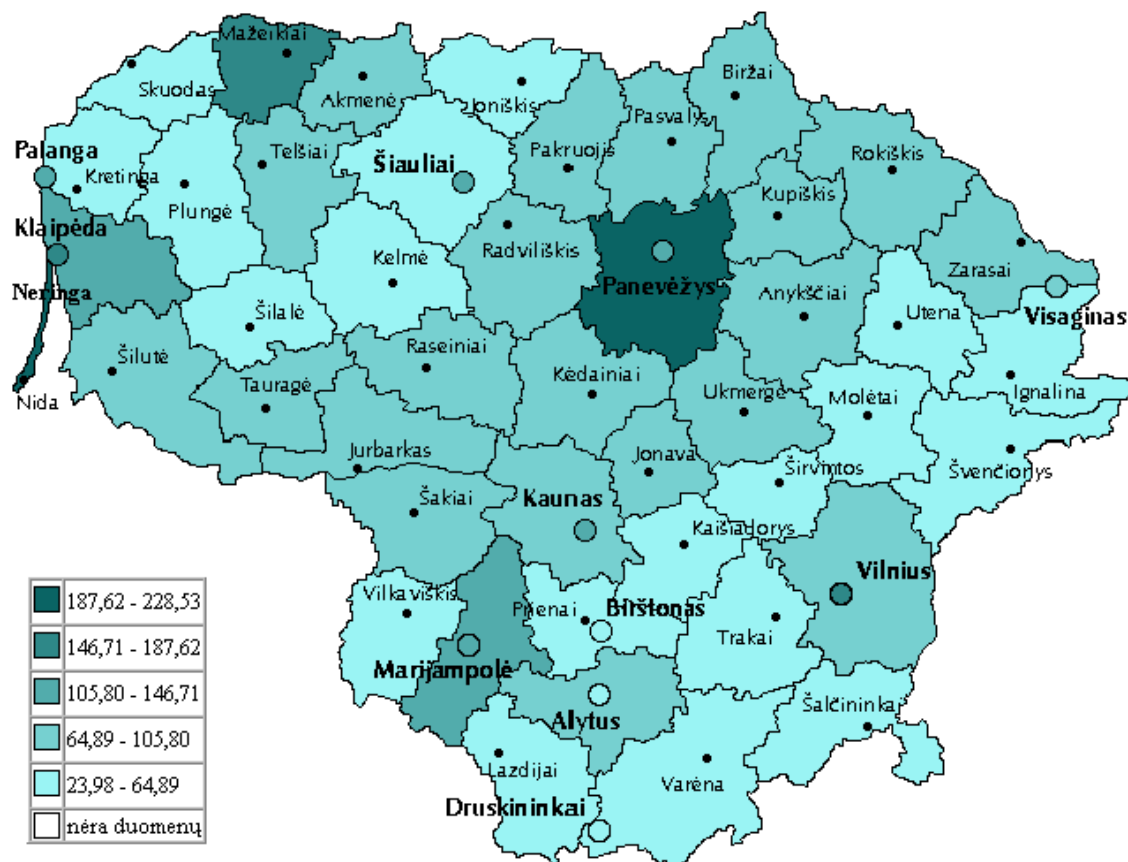 Mažeikiai
Skuodas
Akmenė
Joniškis
Biržai
Pasvalys
Pakruojis
Rokiškis
Palanga
Kretinga
Telšiai
Šiauliai
Plungė
Kupiškis
Klaipėda
Radviliškis
Kelmė
Zarasai
Neringa
Panevėžys
Anykščiai
Utena
Visaginas
Šilalė
Šilutė
Raseiniai
Tauragė
Kėdainiai
Ukmergė
Molėtai
Ignalina
Nida
Jurbarkas
Jonava
Širvintos
Švenčionys
Šakiai
Kaunas
Kaišiadorys
Vilnius
Vilkaviškis
Prienai
Birštonas
Trakai
Marijampolė
Alytus
Šalčininkai
Lazdijai
Varėna
Druskininkai
187,62 - 228,53
146,71 - 187,62
105,80 - 146,71
64,89 - 105,80
23,98 - 64,89
nėra duomenų